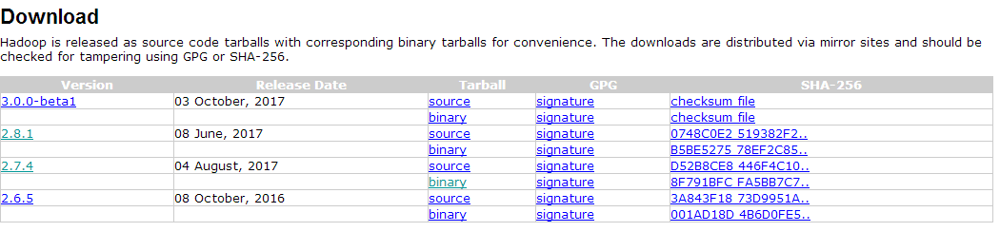 Download
Hadoop is released as source code tarballs with corresponding binary tarballs for convenience. The downloads are distributed via mirror sites and should be
checked for tampering using GPG or SHA-256.
Version Release Date Tarball GPG SHA-256
3.0.0-beta1 03 October, 2017 source signature checksum file
binary signature checksum file
2.8.1 08 June, 2017 source signature 0748C0E2 519382F2..
binary signature B5BE5275 78EF2C85..
2.7.4 04 August, 2017 source signature D52B8CE8 446F4C10..
binary signature 8F791BFC FA5BB7C7..
2.6.5 08 October, 2016 source signature 3A843F18 73D9951A..
binary signature 001AD18D 4B6D0FE5..